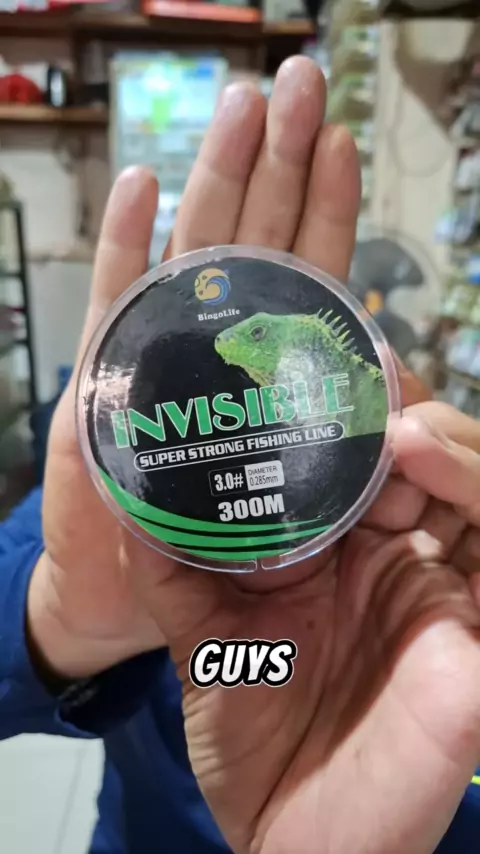 BingoLife
INVISIBLE
SUPER STRONG FISHING LINE
3.0# DIAMETER 0.285mm
300M
GUYS